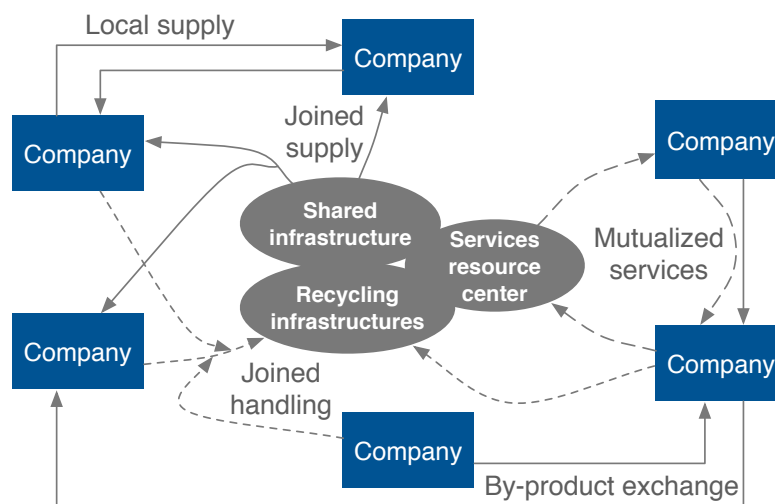 Local supply
Company
Company
Joined
supply
Company
Shared
infrastructure
Services
resource
center
Mutualized
services
Recycling
infrastructures
Company
Company
Joined
handling
Company
By-product exchange